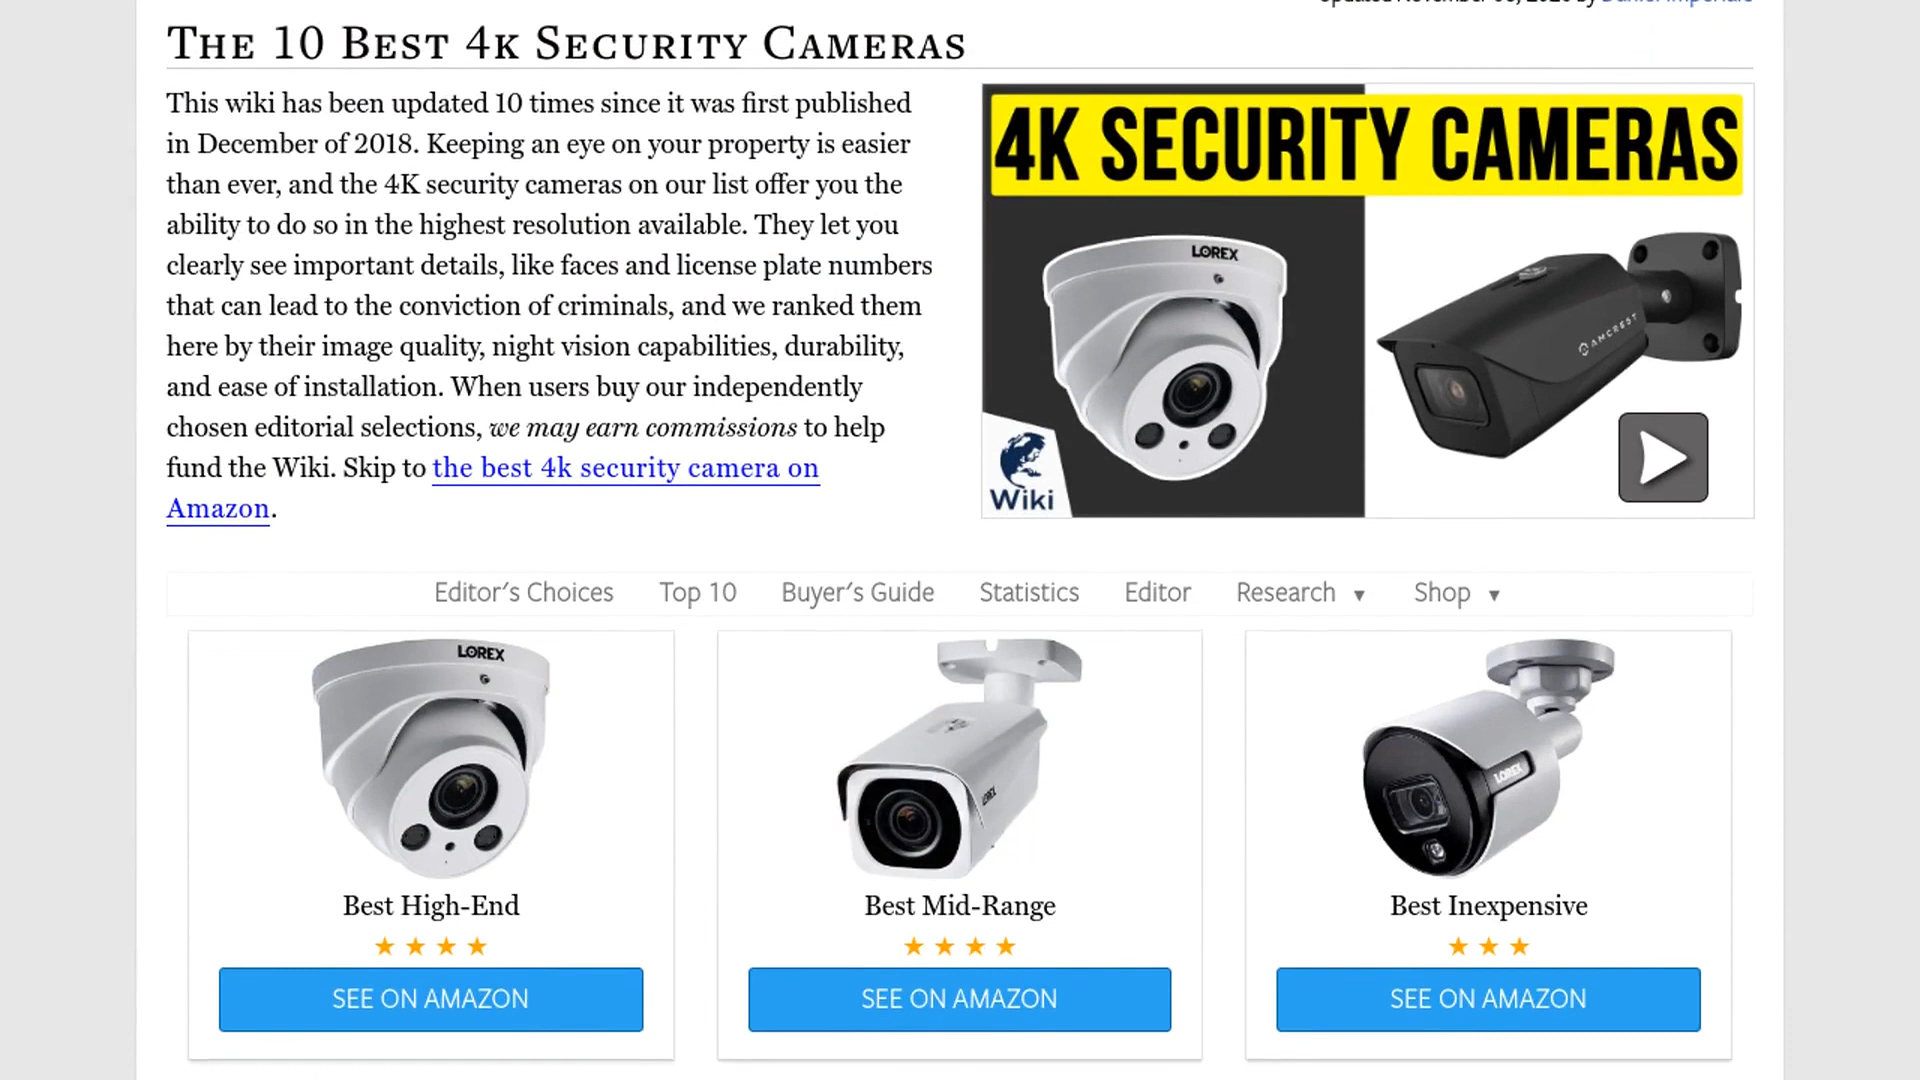 The 10 Best 4k Security Cameras
This wiki has been updated 10 times since it was first published
in December of 2018. Keeping an eye on your property is easier
than ever, and the 4K security cameras on our list offer you the
ability to do so in the highest resolution available. They let you
clearly see important details, like faces and license plate numbers
that can lead to the conviction of criminals, and we ranked them
here by their image quality, night vision capabilities, durability,
and ease of installation. When users buy our independently
chosen editorial selections, we may earn commissions to help
fund the Wiki. Skip to the best 4k security camera on
Amazon.
4K SECURITY CAMERAS
LOREX
AMCREST
Wiki
Editor's Choices Top 10 Buyer's Guide Statistics Editor Research ▼ Shop ▼
LOREX
LOREX
LOREX
Best High-End
Best Mid-Range
Best Inexpensive
SEE ON AMAZON
SEE ON AMAZON
SEE ON AMAZON